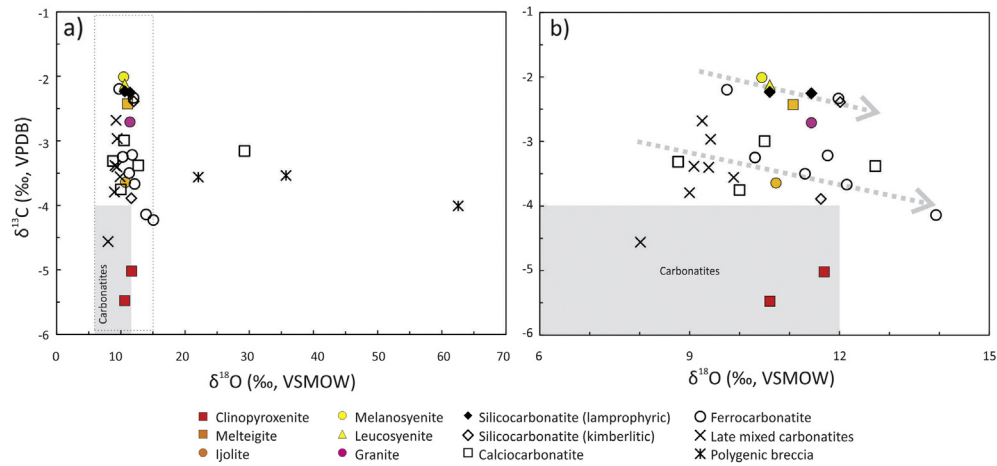 a)
δ¹³C (‰, VPDB)
-1
-2
-3
-4
-5
-6
Carbonatites
0 10 20 30 40 50 60 70
δ¹⁸O (‰, VSMOW)
b)
-1
-2
-3
-4
-5
-6
Carbonatites
6 9 12 15
δ¹⁸O (‰, VSMOW)
Clinopyroxenite
Melteigite
Ijolite
Melanosyenite
Leucosyenite
Granite
Silicocarbonatite (lamprophyric)
Silicocarbonatite (kimberlitic)
Calciocarbonatite
Ferrocarbonatite
Late mixed carbonatites
Polygenic breccia